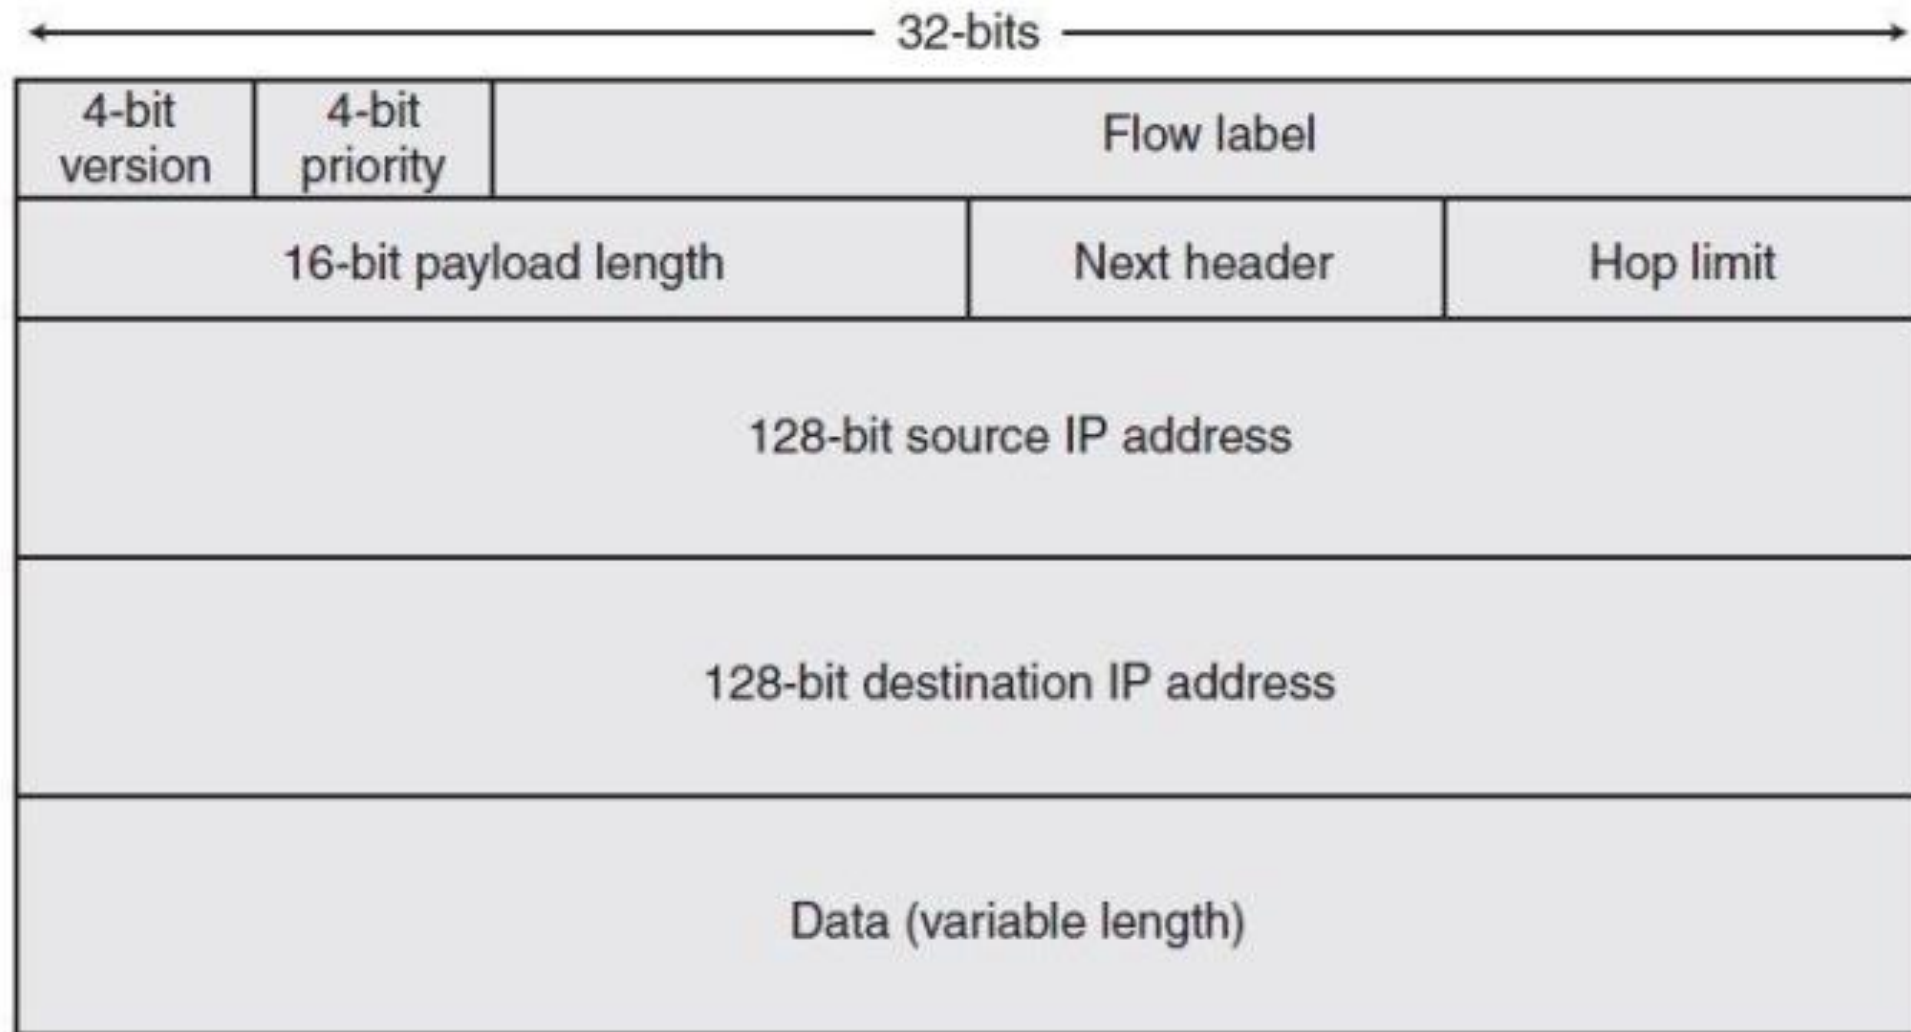 32-bits
4-bit
version
4-bit
priority
Flow label
16-bit payload length
Next header
Hop limit
128-bit source IP address
128-bit destination IP address
Data (variable length)